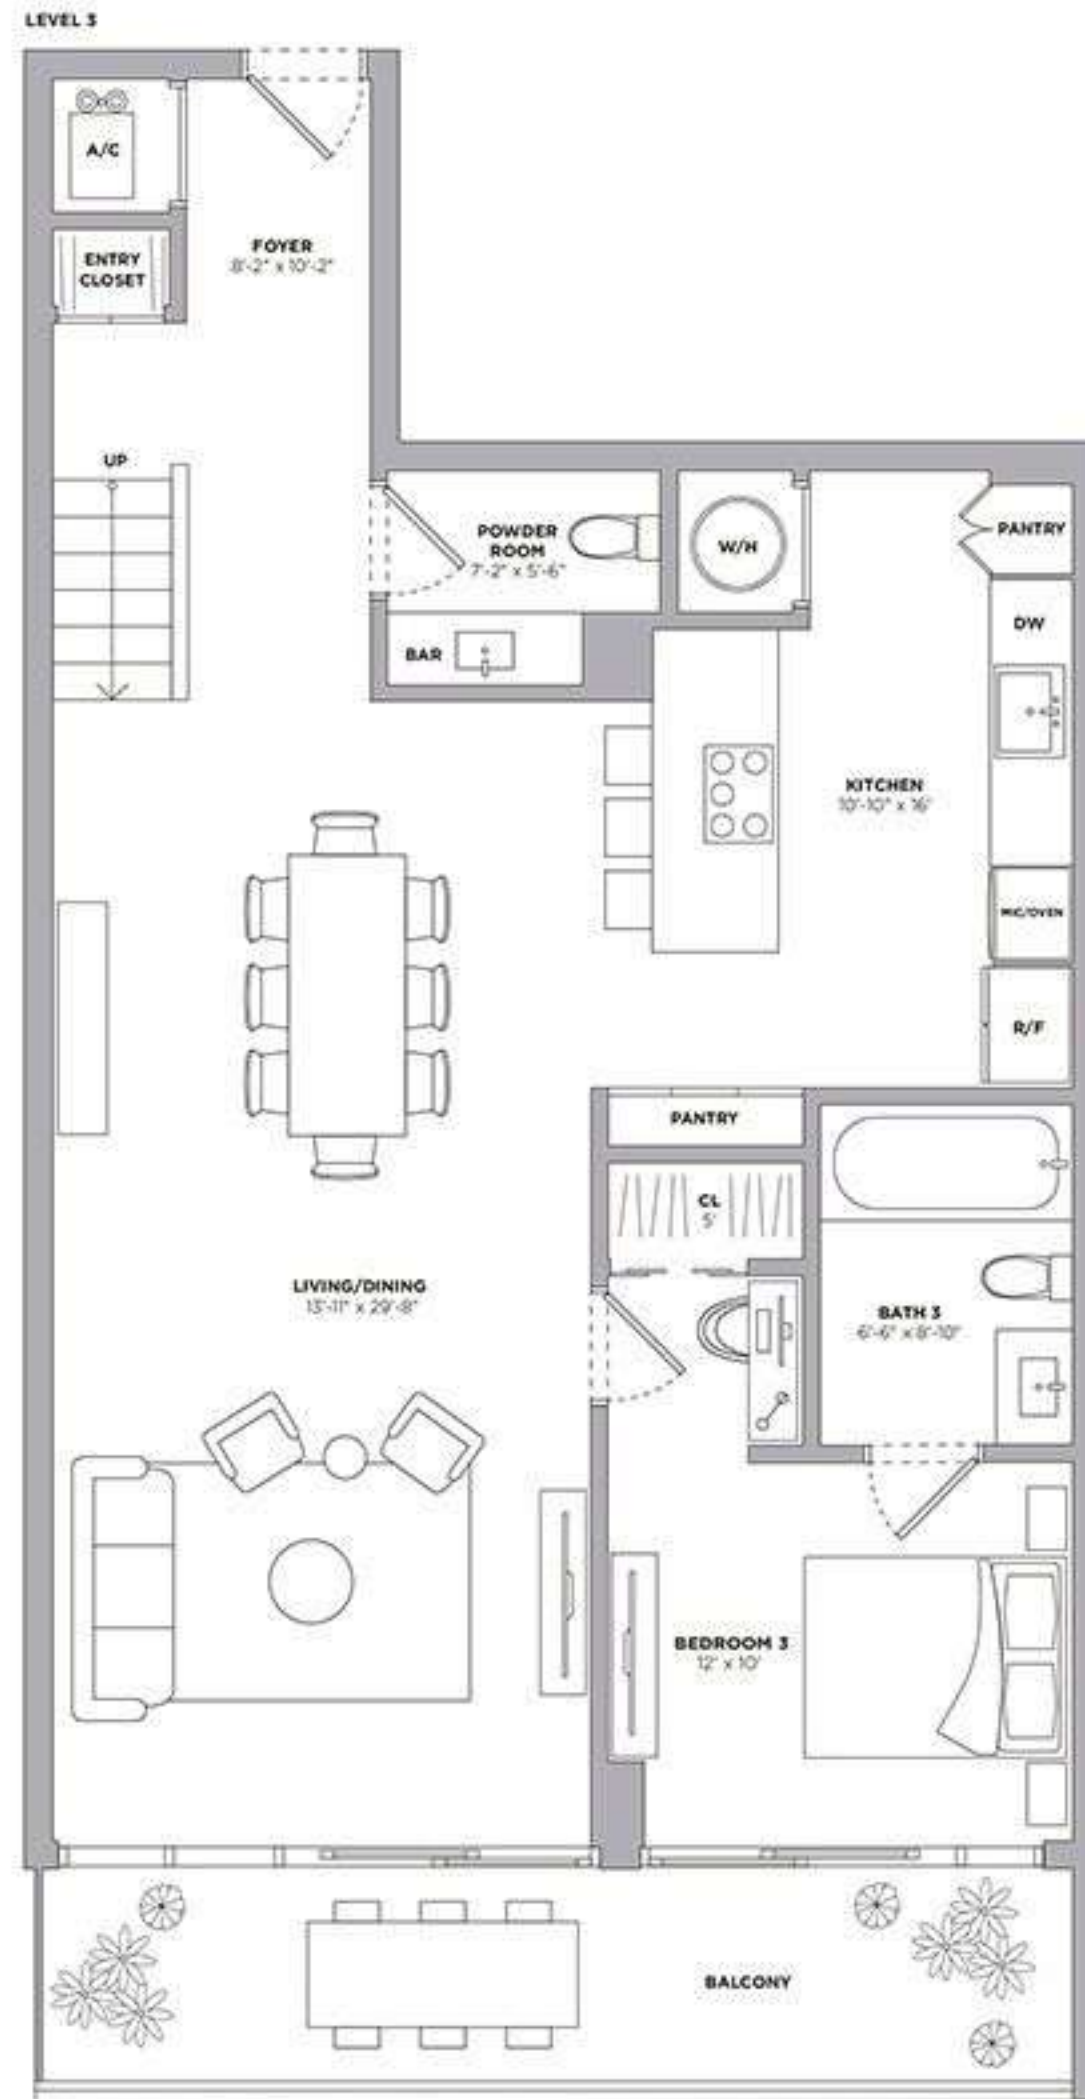 LEVEL 3
A/C
ENTRY
CLOSET
FOYER
8'-2" x 10'-2"
UP
POWDER
ROOM
7'-2" x 5'-6"
W/H
PANTRY
DW
BAR
KITCHEN
10'-10" x 16'
MIC/OVEN
R/F
PANTRY
CL
5'
LIVING/DINING
13'-11" x 29'-8"
BATH 3
6'-6" x 8'-10"
BEDROOM 3
12' x 10'
BALCONY